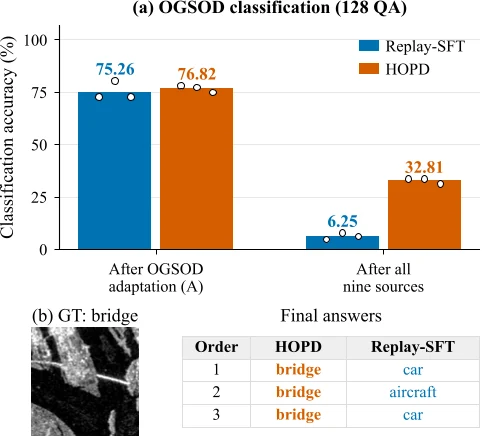 (a) OGSOD classification (128 QA)
Classification accuracy (%)
100
75
50
25
0
Replay-SFT
HOPD
75.26
76.82
6.25
32.81
After OGSOD
adaptation (A)
After all
nine sources
(b) GT: bridge
Final answers
Order HOPD Replay-SFT
1 bridge car
2 bridge aircraft
3 bridge car